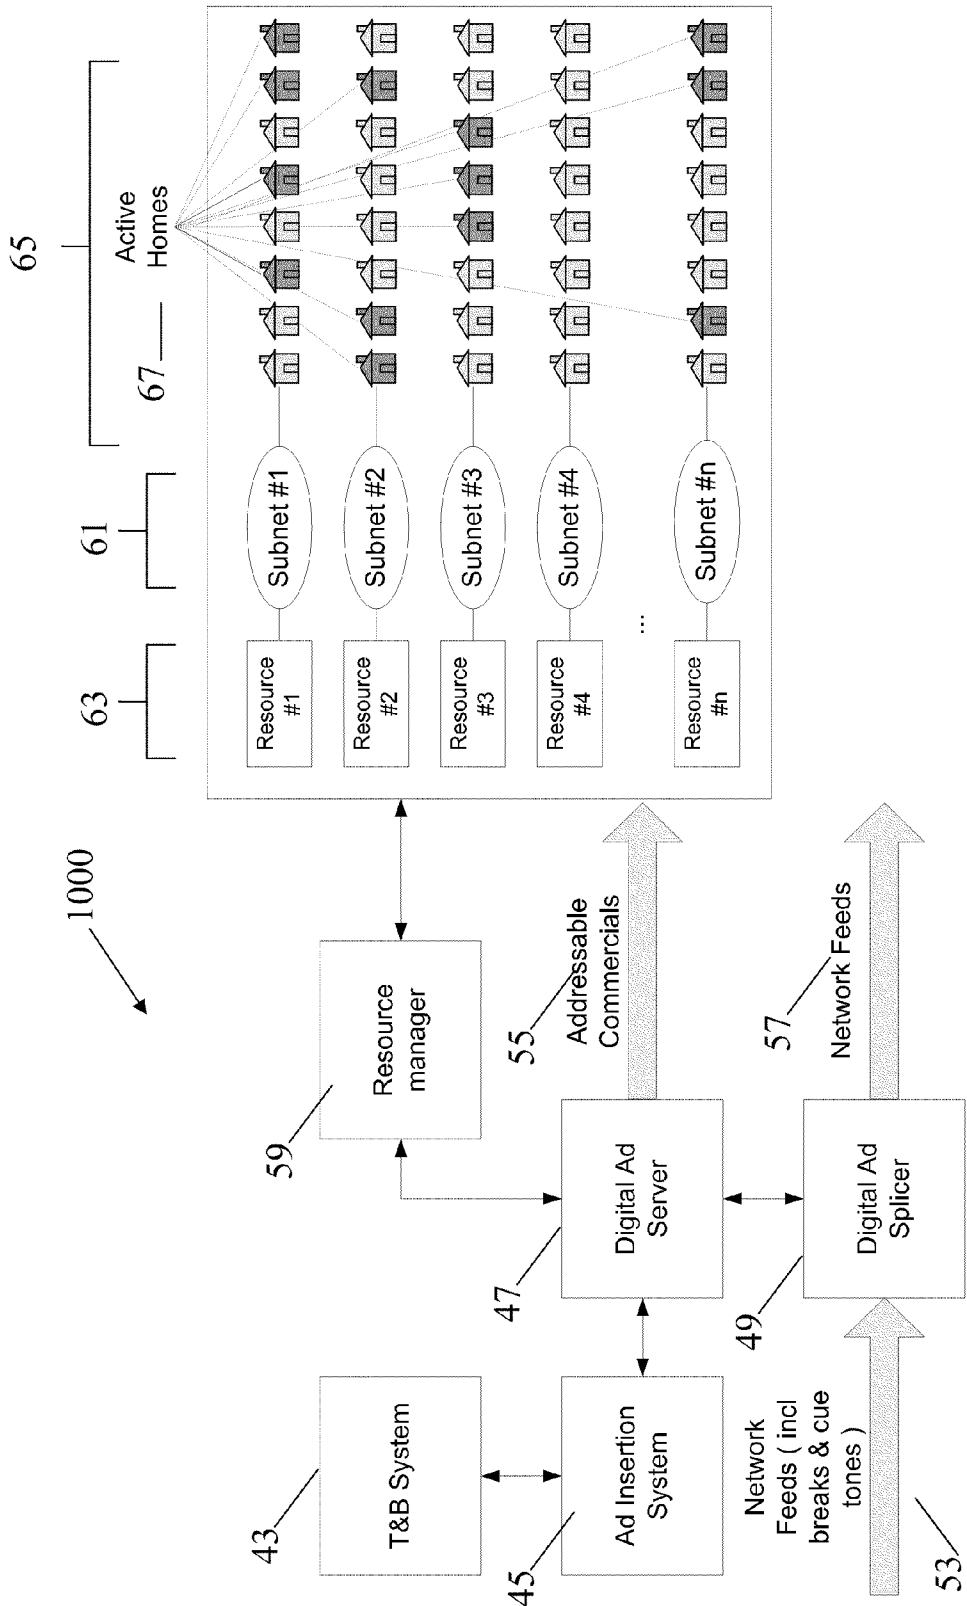 1000
43
T&B System
59
Resource
manager
63
61
65
67
Active
Homes
Resource
#1
Subnet #1
Resource
#2
Subnet #2
Resource
#3
Subnet #3
Resource
#4
Subnet #4
...
Resource
#n
Subnet #n
45
Ad Insertion
System
47
Digital Ad
Server
55
Addressable
Commercials
Network
Feeds ( incl
breaks & cue
tones )
53
49
Digital Ad
Splicer
57
Network Feeds